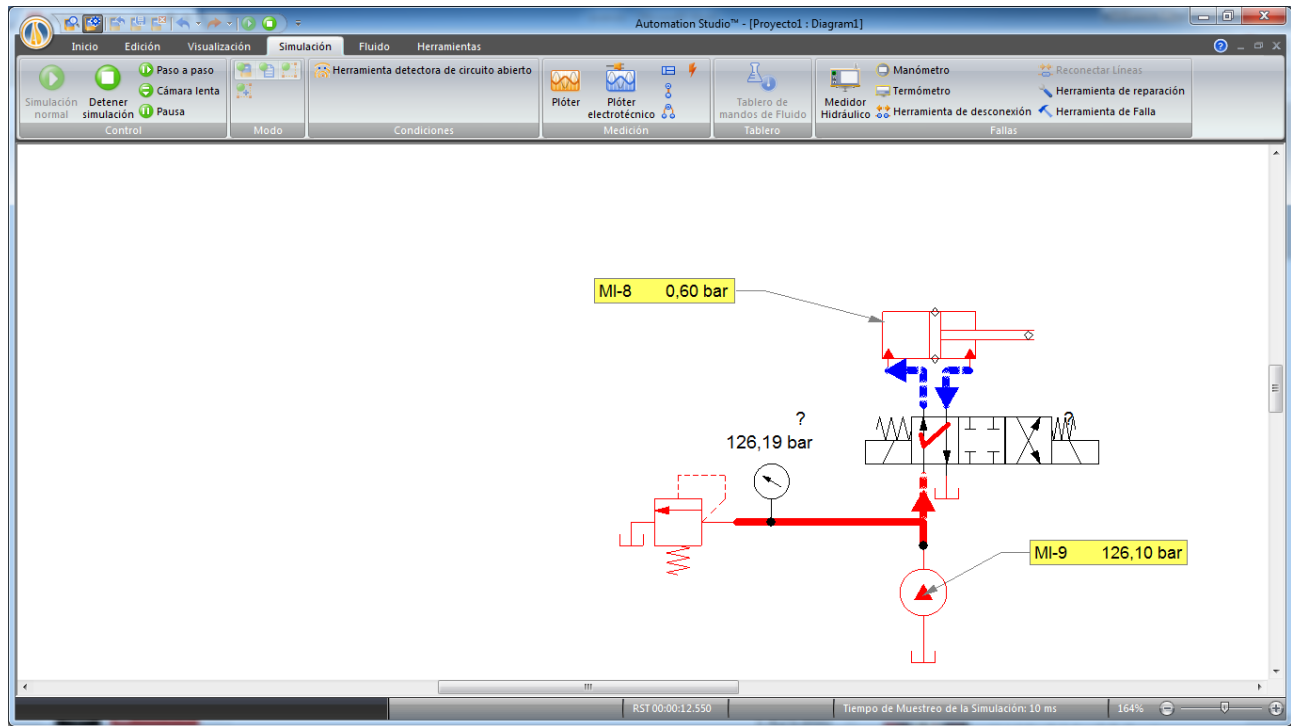 Automation Studio™ - [Proyecto1 : Diagram1]
Inicio Edición Visualización Simulación Fluido Herramientas
Simulación normal
Detener simulación
Paso a paso
Cámara lenta
Pausa
Control
Modo
Herramienta detectora de circuito abierto
Condiciones
Plóter
Plóter electrotécnico
Medición
Tablero de mandos de Fluido
Tablero
Medidor Hidráulico
Manómetro
Termómetro
Herramienta de desconexión
Reconectar Líneas
Herramienta de reparación
Herramienta de Falla
Fallas
MI-8 0,60 bar
?
?
126,19 bar
MI-9 126,10 bar
RST 00:00:12.550
Tiempo de Muestreo de la Simulación: 10 ms
164%